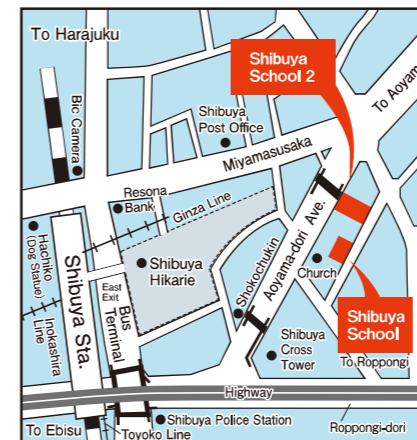 To Harajuku
Shibuya
School 2
To Aoyam
Bic Camera
Shibuya
Post Office
Miyamasusaka
Resona
Bank
Ginza Line
Hachiko
(Dog Statue)
Shibuya Sta.
Shibuya
Hikarie
Aoyama-dori Ave.
Shokochukin
Church
East
Exit
Bus
Terminal
Inokashira
Line
Shibuya
School
Shibuya
Cross
Tower
To Roppongi
Highway
To Ebisu
Toyoko Line
Shibuya Police Station
Roppongi-dori